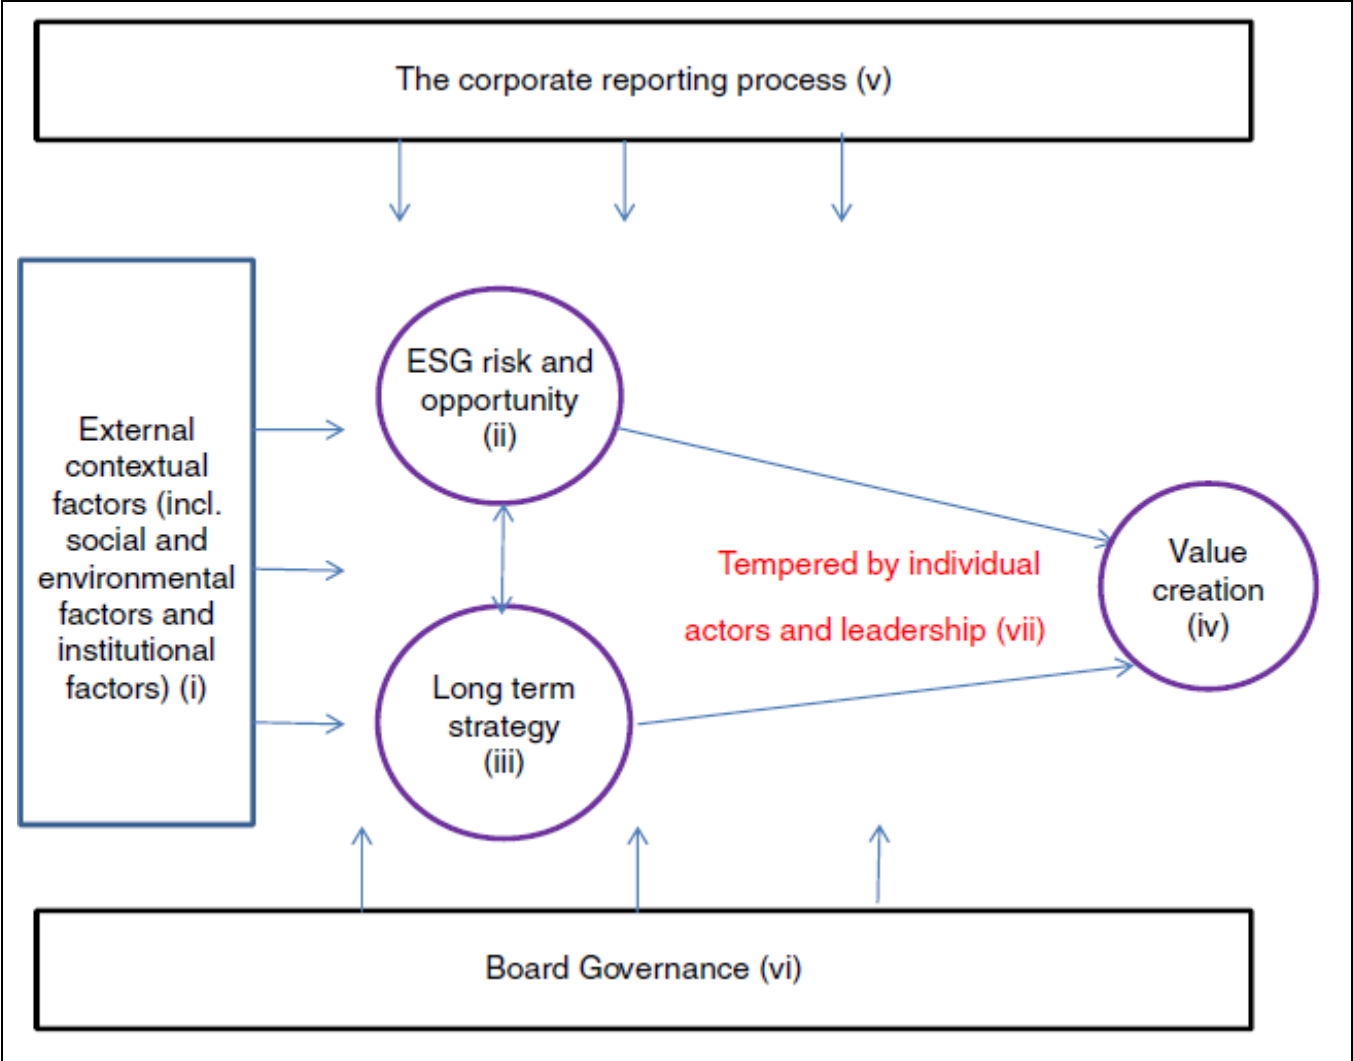 The corporate reporting process (v)
External
contextual
factors (incl.
social and
environmental
factors and
institutional
factors) (i)
ESG risk and
opportunity
(ii)
Long term
strategy
(iii)
Tempered by individual
actors and leadership (vii)
Value
creation
(iv)
Board Governance (vi)